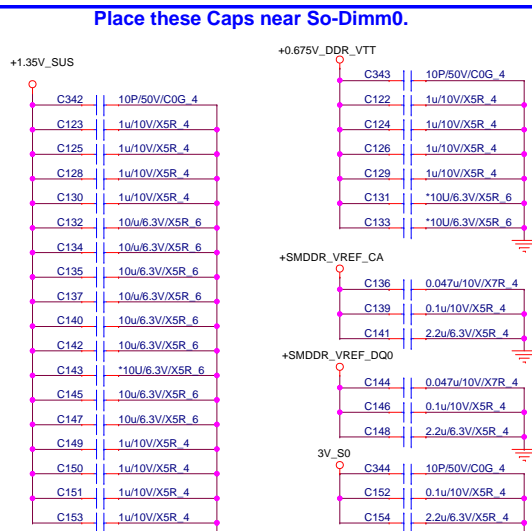 Place these Caps near So-Dimm0.
+1.35V_SUS
C342 10P/50V/C0G_4
C123 1u/10V/X5R_4
C125 1u/10V/X5R_4
C128 1u/10V/X5R_4
C130 1u/10V/X5R_4
C132 10/u/6.3V/X5R_6
C134 10/u/6.3V/X5R_6
C135 10u/6.3V/X5R_6
C137 10/u/6.3V/X5R_6
C140 10u/6.3V/X5R_6
C142 10u/6.3V/X5R_6
C143 *10U/6.3V/X5R_6
C145 10u/6.3V/X5R_6
C147 10u/6.3V/X5R_6
C149 1u/10V/X5R_4
C150 1u/10V/X5R_4
C151 1u/10V/X5R_4
C153 1u/10V/X5R_4
+0.675V_DDR_VTT
C343 10P/50V/C0G_4
C122 1u/10V/X5R_4
C124 1u/10V/X5R_4
C126 1u/10V/X5R_4
C129 1u/10V/X5R_4
C131 *10U/6.3V/X5R_6
C133 *10U/6.3V/X5R_6
+SMDDR_VREF_CA
C136 0.047u/10V/X7R_4
C139 0.1u/10V/X5R_4
C141 2.2u/6.3V/X5R_4
+SMDDR_VREF_DQ0
C144 0.047u/10V/X7R_4
C146 0.1u/10V/X5R_4
C148 2.2u/6.3V/X5R_4
3V_S0
C344 10P/50V/C0G_4
C152 0.1u/10V/X5R_4
C154 2.2u/6.3V/X5R_4